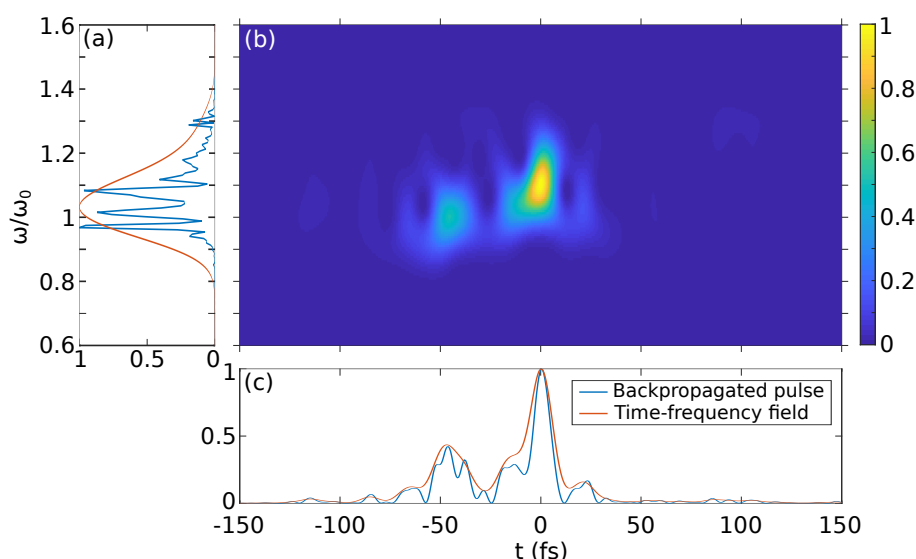 (a)
1.6
1.4
1.2
1
0.8
0.6
ω/ω0
1 0.5 0
(b)
1
0.8
0.6
0.4
0.2
0
(c)
1
0.5
0
Backpropagated pulse
Time-frequency field
-150 -100 -50 0 50 100 150
t (fs)